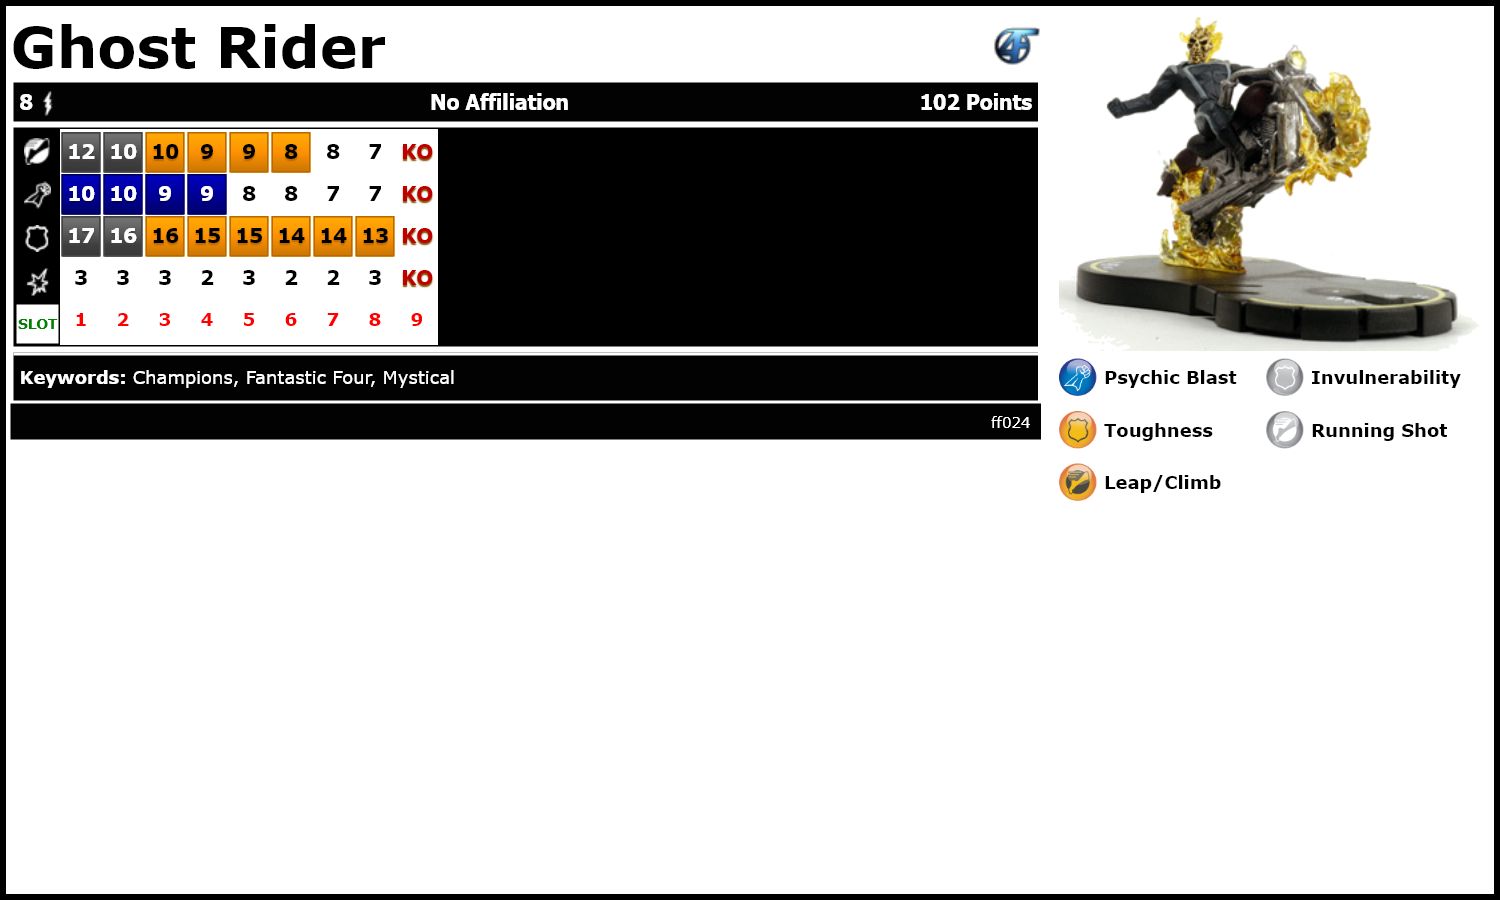 Ghost Rider
8 No Affiliation 102 Points
12 10 10 9 9 8 8 7 KO
10 10 9 9 8 8 7 7 KO
17 16 16 15 15 14 14 13 KO
3 3 3 2 3 2 2 3 KO
SLOT 1 2 3 4 5 6 7 8 9
Keywords: Champions, Fantastic Four, Mystical
ff024
Psychic Blast Invulnerability
Toughness Running Shot
Leap/Climb